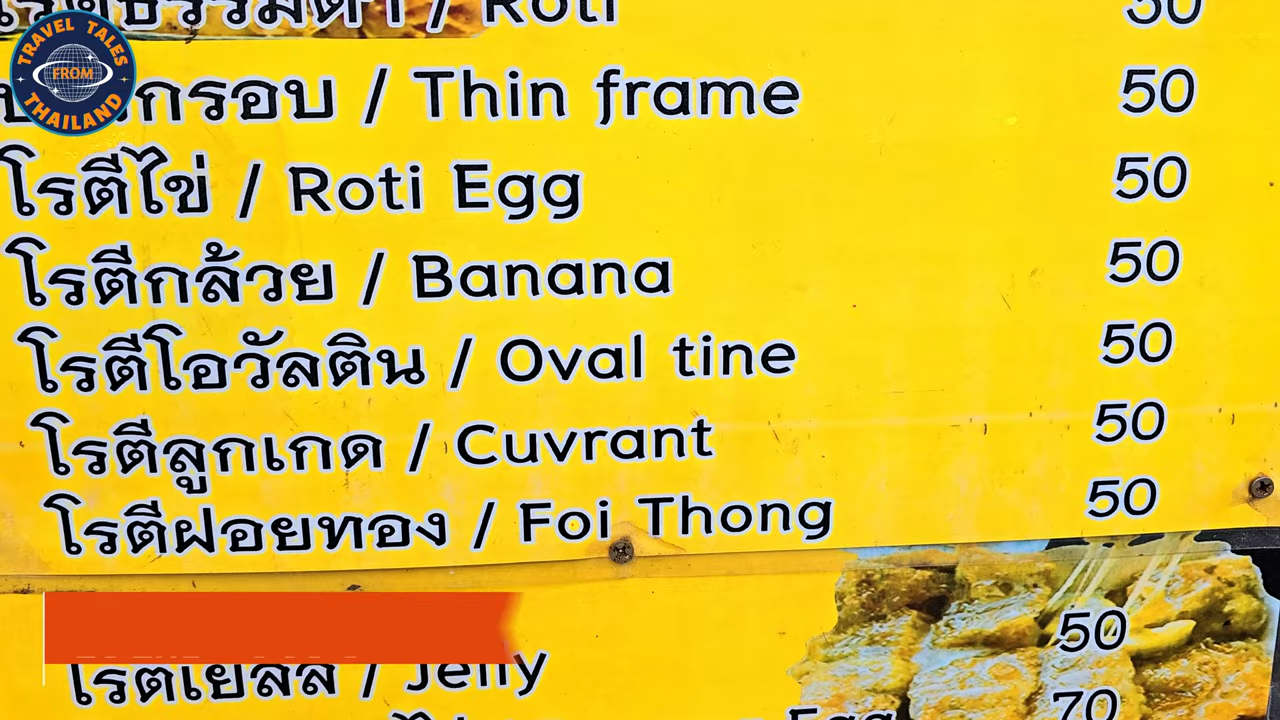 TRAVEL TALES
FROM
THAILAND
/ Roti 50
กรอบ / Thin frame 50
โรตีไข่ / Roti Egg 50
โรตีกล้วย / Banana 50
โรตีโอวัลติน / Oval tine 50
โรตีลูกเกด / Cuvrant 50
โรตีฝอยทอง / Foi Thong 50
โรตีเยลลี่ / Jelly 50
Egg 70